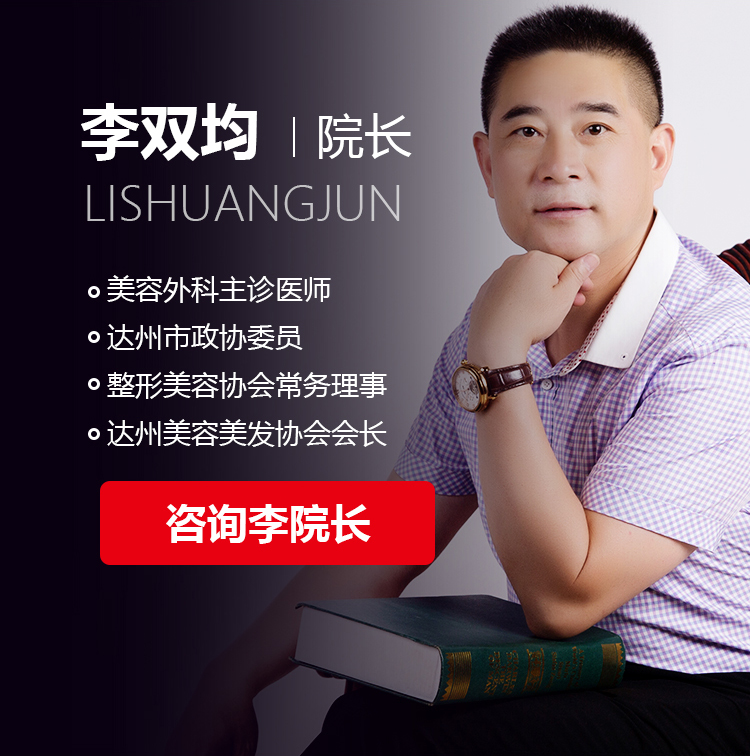 李双均 | 院长
LISHUANGJUN
美容外科主诊医师
达州市政协委员
整形美容协会常务理事
达州美容美发协会会长
咨询李院长